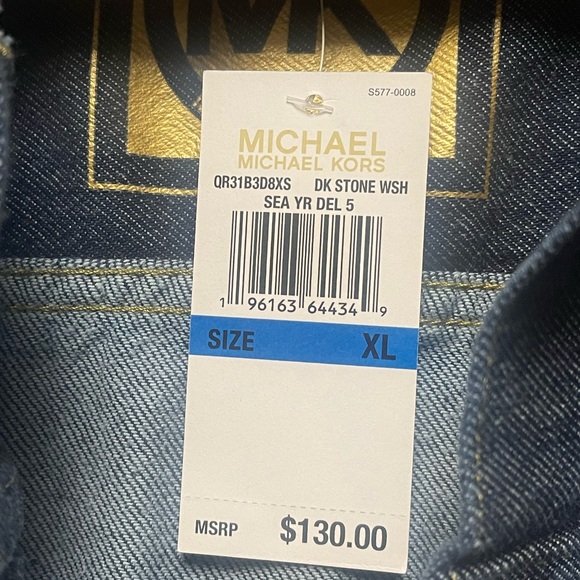 MK
S577-0008
MICHAEL
MICHAEL KORS
QR31B3D8XS DK STONE WSH
SEA YR DEL 5
1 96163 64434 9
SIZE XL
MSRP $130.00